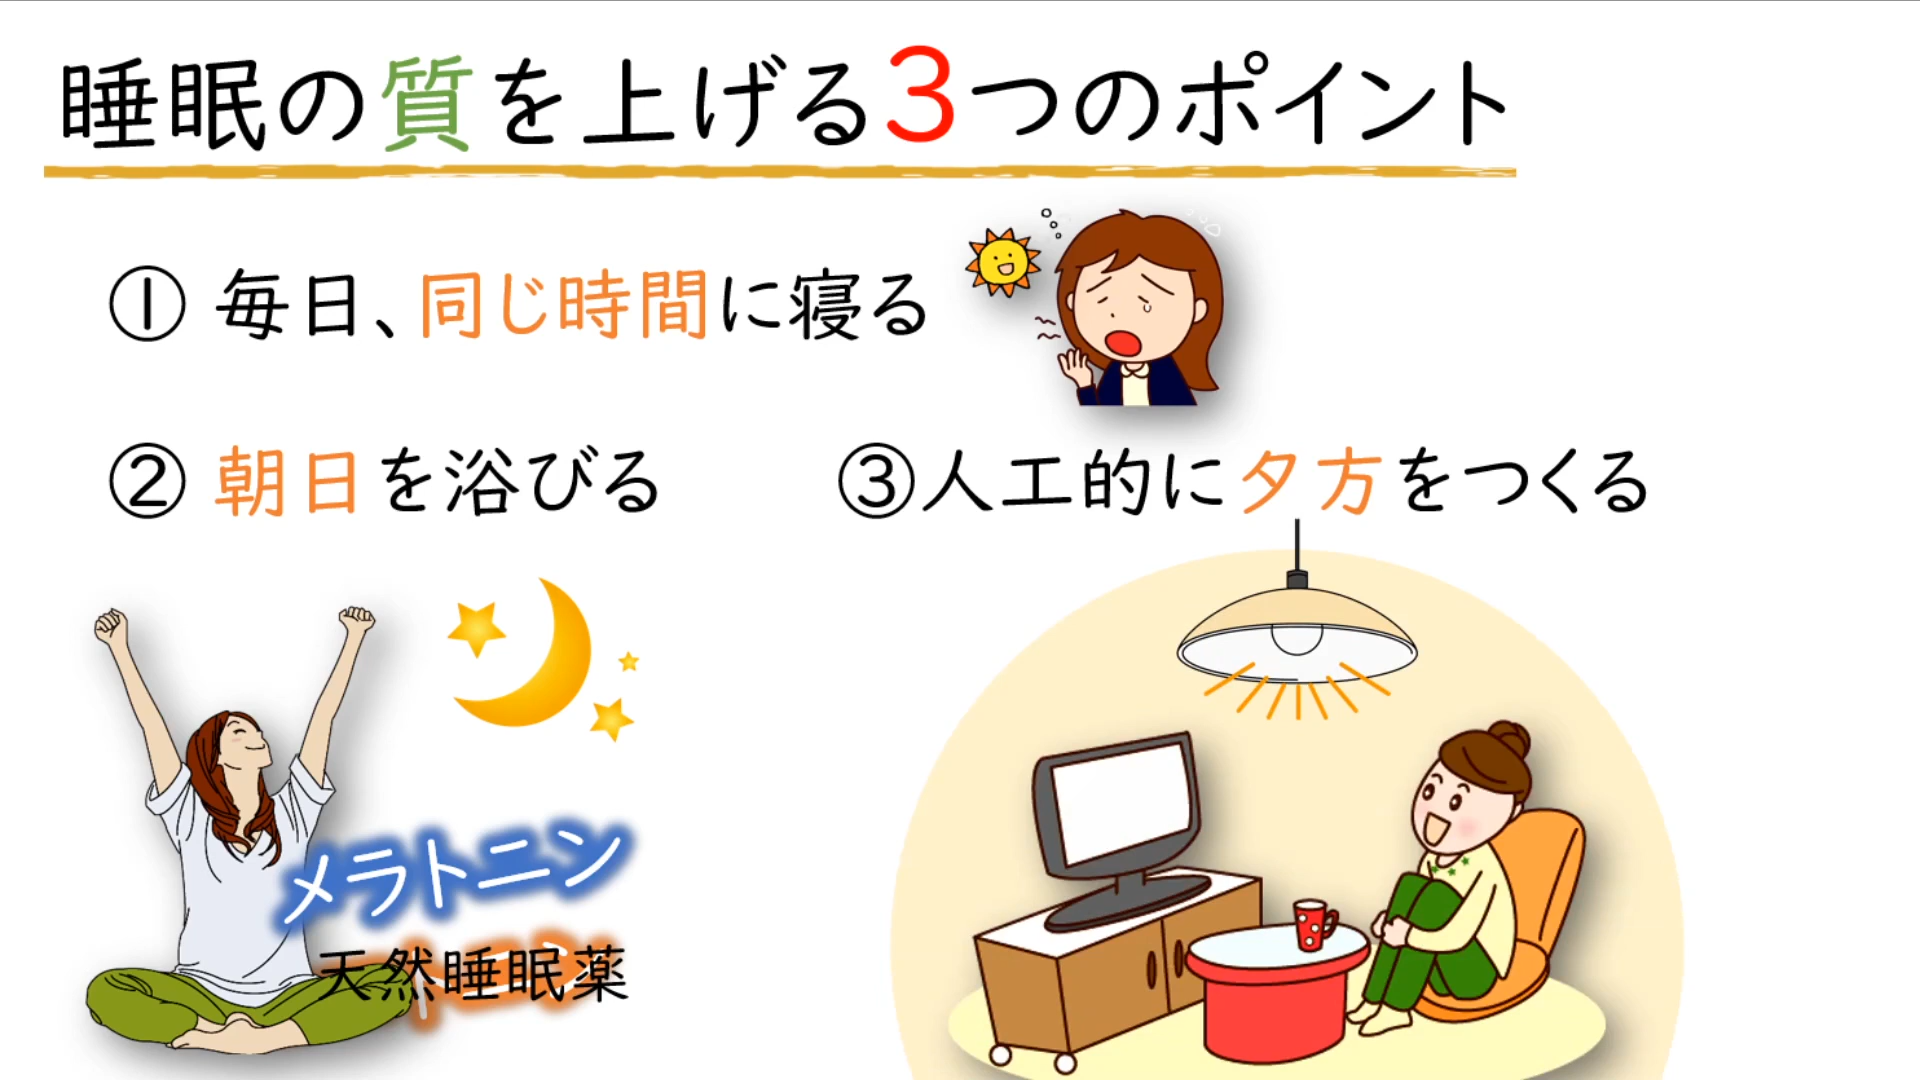 睡眠の質を上げる3つのポイント
① 毎日、同じ時間に寝る
② 朝日を浴びる
③人工的に夕方をつくる
メラトニン
天然睡眠薬